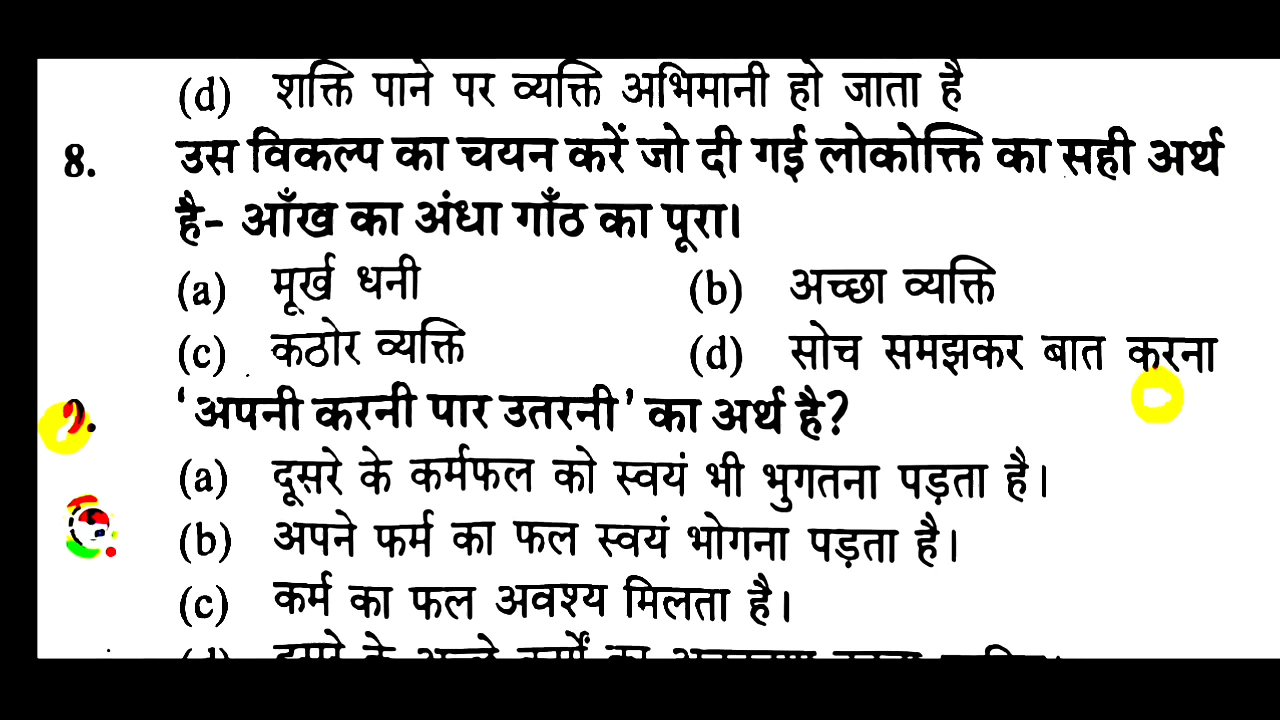 (d) शक्ति पाने पर व्यक्ति अभिमानी हो जाता है
8. उस विकल्प का चयन करें जो दी गई लोकोक्ति का सही अर्थ
है- आँख का अंधा गाँठ का पूरा।
(a) मूर्ख धनी (b) अच्छा व्यक्ति
(c) कठोर व्यक्ति (d) सोच समझकर बात करना
9. 'अपनी करनी पार उतरनी' का अर्थ है?
(a) दूसरे के कर्मफल को स्वयं भी भुगतना पड़ता है।
(b) अपने फर्म का फल स्वयं भोगना पड़ता है।
(c) कर्म का फल अवश्य मिलता है।